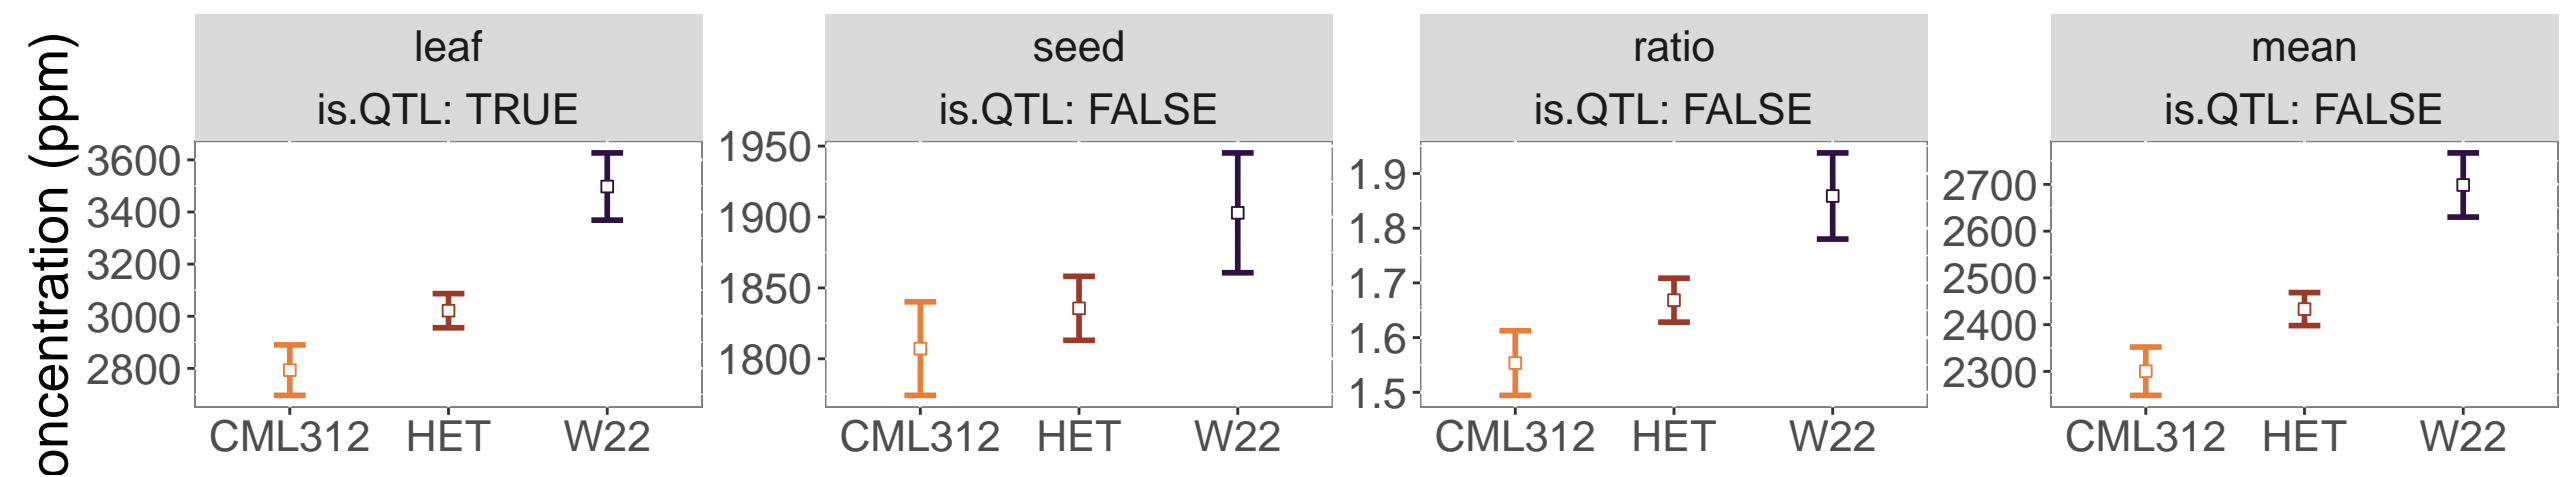 oncentration (ppm)
leaf
is.QTL: TRUE
3600
3400
3200
3000
2800
CML312 HET W22
seed
is.QTL: FALSE
1950
1900
1850
1800
CML312 HET W22
ratio
is.QTL: FALSE
1.9
1.8
1.7
1.6
1.5
CML312 HET W22
mean
is.QTL: FALSE
2700
2600
2500
2400
2300
CML312 HET W22